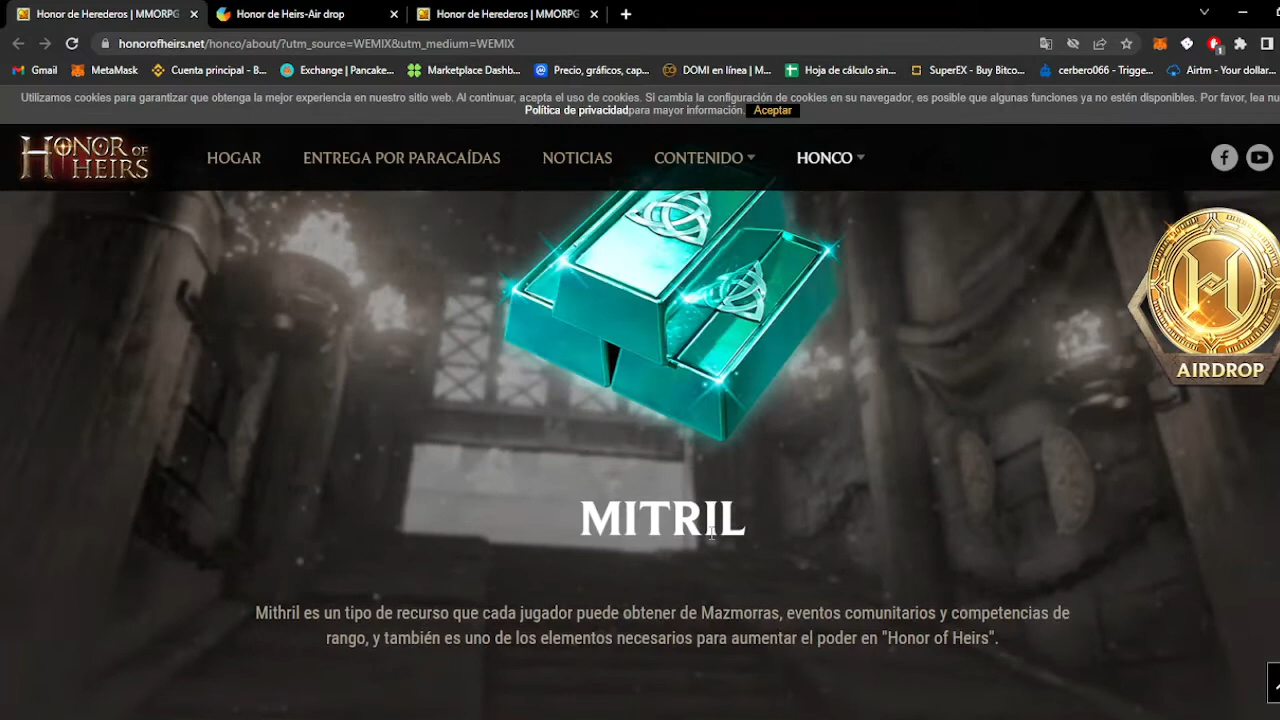 Honor de Herederos | MMORPG
Honor de Heirs-Air drop
Honor de Herederos | MMORPG
honorofheirs.net/honco/about/?utm_source=WEMIX&utm_medium=WEMIX
Gmail
MetaMask
Cuenta principal - B...
Exchange | Pancake...
Marketplace Dashb...
Precio, gráficos, cap...
DOMI en línea | M...
Hoja de cálculo sin...
SuperEX - Buy Bitco...
cerbero066 - Trigge...
Airtm - Your dollar...
Utilizamos cookies para garantizar que obtenga la mejor experiencia en nuestro sitio web. Al continuar, acepta el uso de cookies. Si cambia la configuración de cookies en su navegador, es posible que algunas funciones ya no estén disponibles. Por favor, lea nu
Política de privacidadpara mayor información. Aceptar
HONOR OF
HEIRS
HOGAR
ENTREGA POR PARACAÍDAS
NOTICIAS
CONTENIDO
HONCO
AIRDROP
MITRIL
Mithril es un tipo de recurso que cada jugador puede obtener de Mazmorras, eventos comunitarios y competencias de
rango, y también es uno de los elementos necesarios para aumentar el poder en "Honor of Heirs".